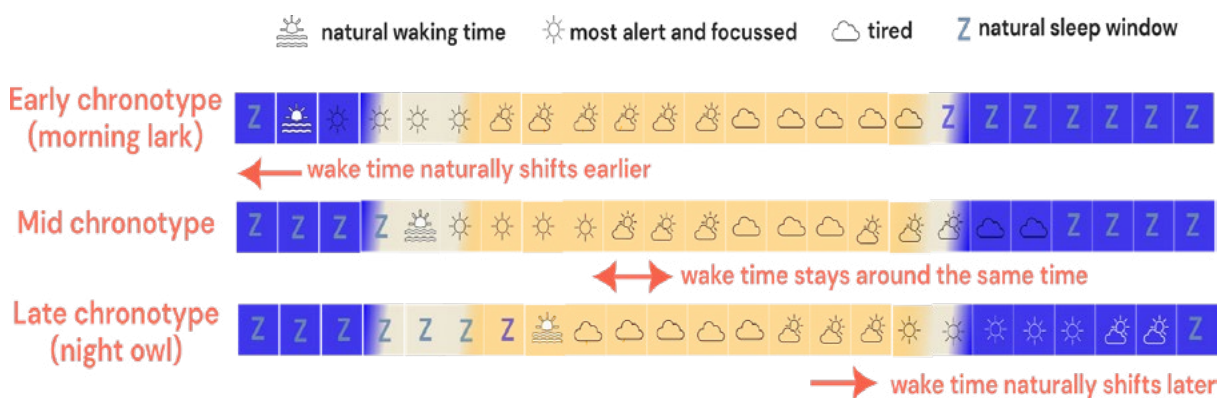 natural waking time most alert and focussed tired Z natural sleep window
Early chronotype
(morning lark)
Z Z Z Z Z Z Z Z
wake time naturally shifts earlier
Mid chronotype
Z Z Z Z Z Z Z Z
wake time stays around the same time
Late chronotype
(night owl)
Z Z Z Z Z Z Z Z
wake time naturally shifts later